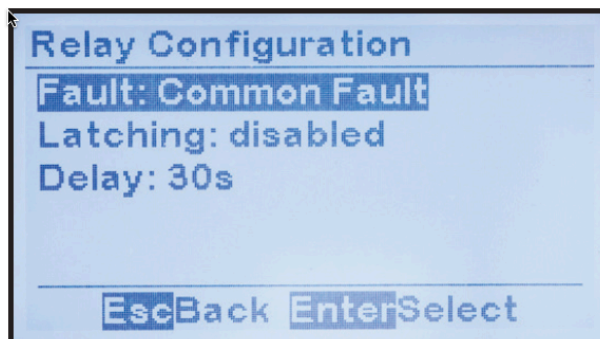 Relay Configuration
Fault: Common Fault
Latching: disabled
Delay: 30s
EscBack EnterSelect